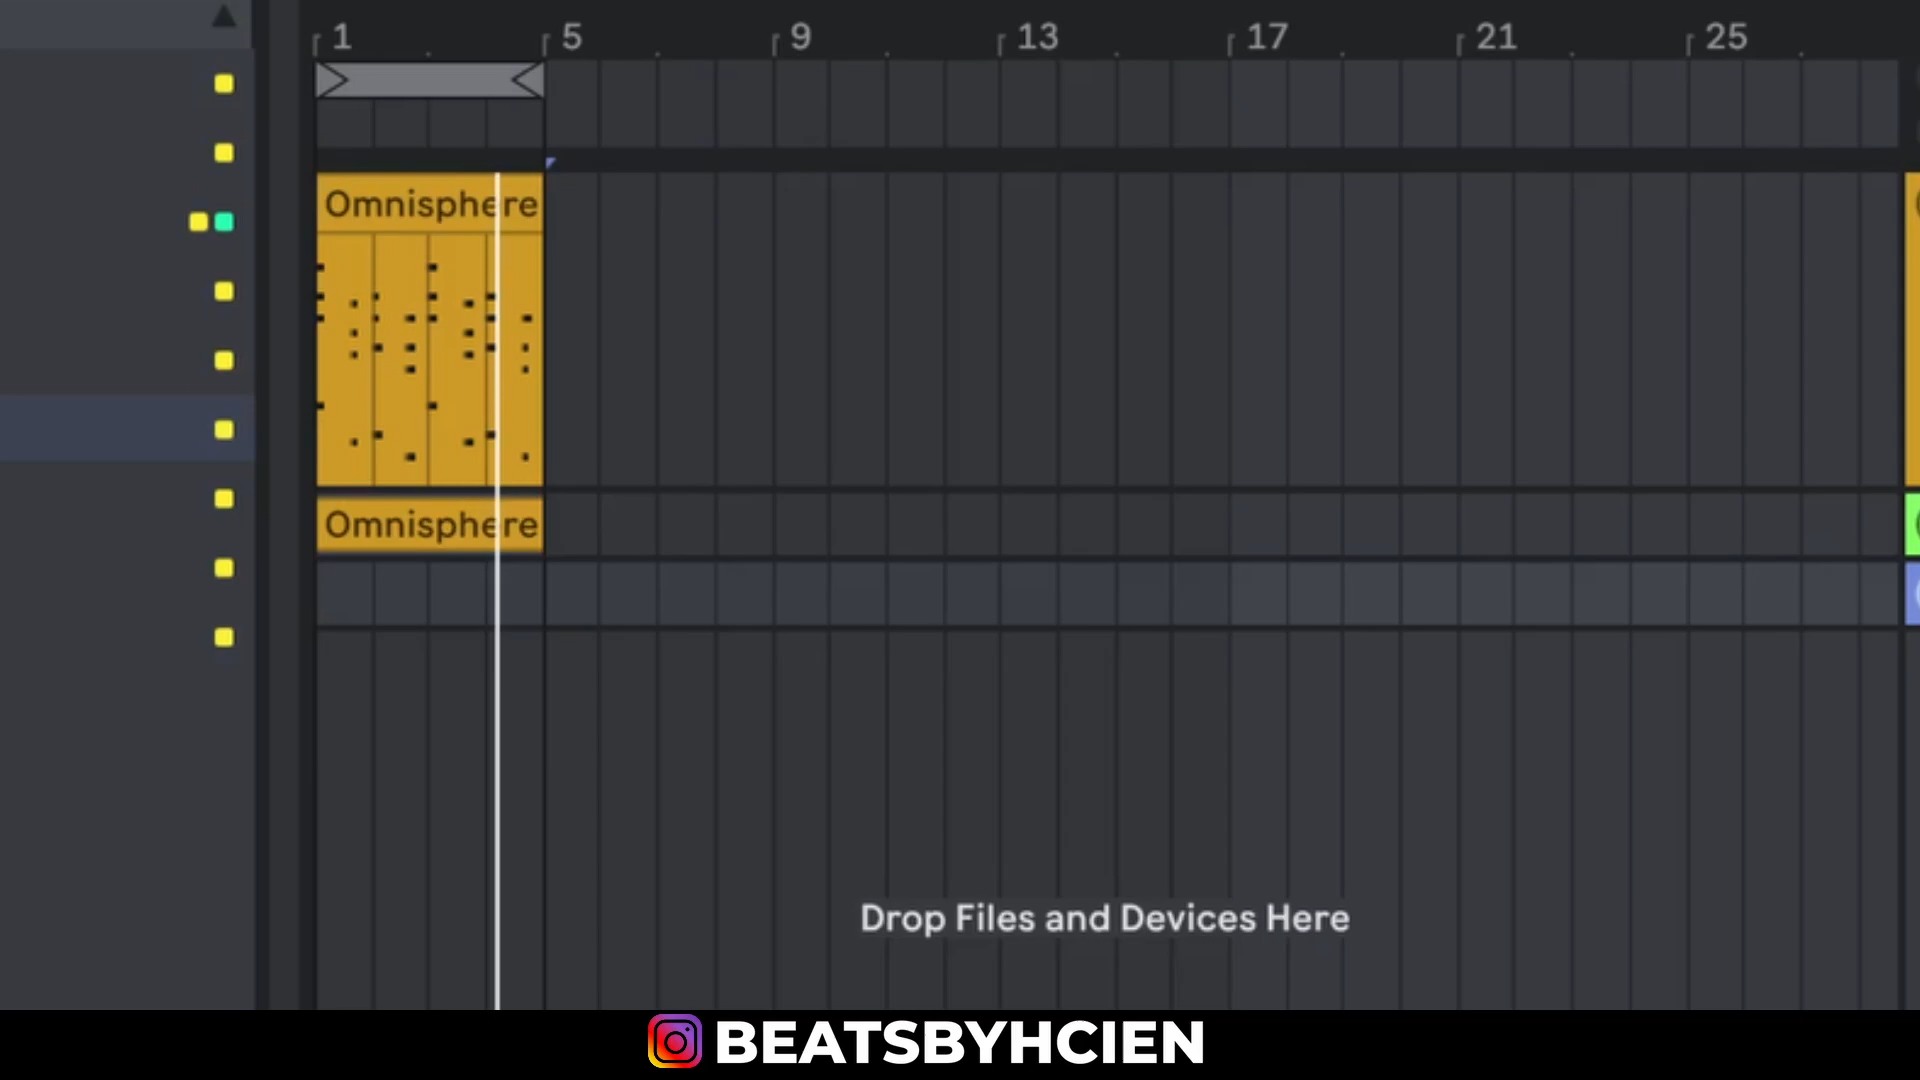 1 5 9 13 17 21 25
Omnisphere
Omnisphere
Drop Files and Devices Here
BEATSBYHCIEN